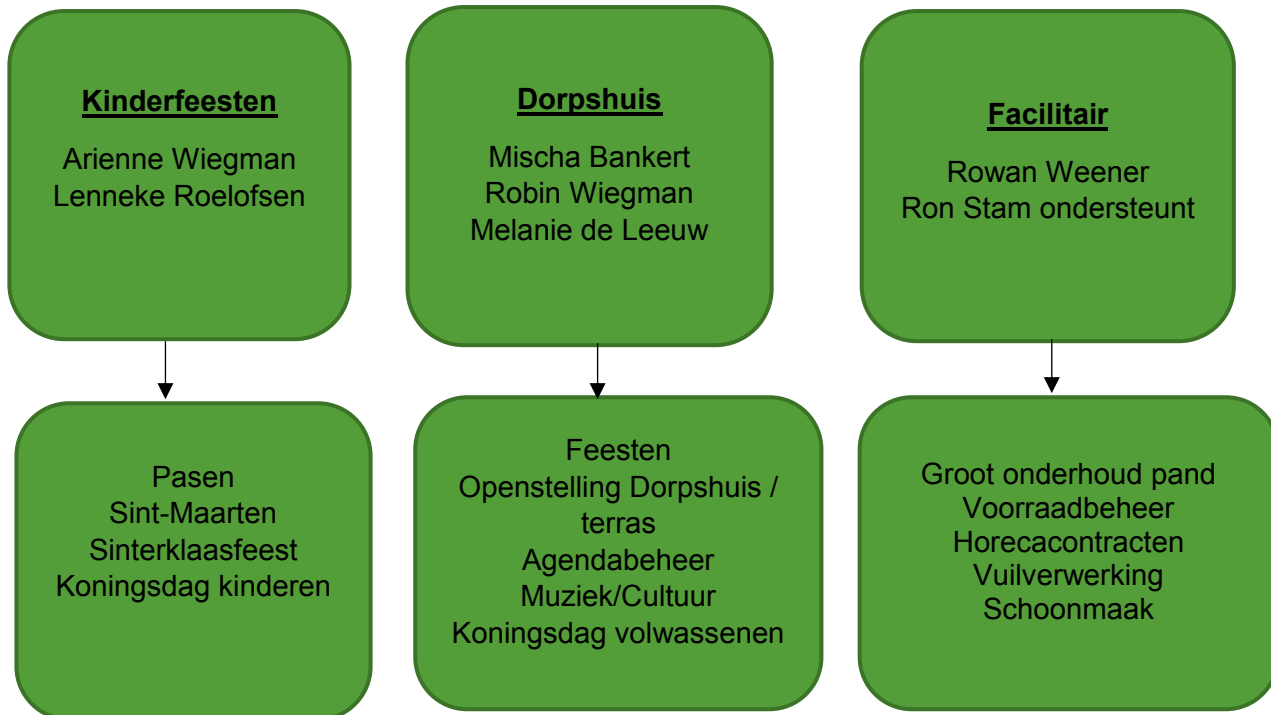 Kinderfeesten
Arienne Wiegman
Lenneke Roelofsen
Dorpshuis
Mischa Bankert
Robin Wiegman
Melanie de Leeuw
Facilitair
Rowan Weener
Ron Stam ondersteunt
Pasen
Sint-Maarten
Sinterklaasfeest
Koningsdag kinderen
Feesten
Openstelling Dorpshuis /
terras
Agendabeheer
Muziek/Cultuur
Koningsdag volwassenen
Groot onderhoud pand
Voorraadbeheer
Horecacontracten
Vuilverwerking
Schoonmaak